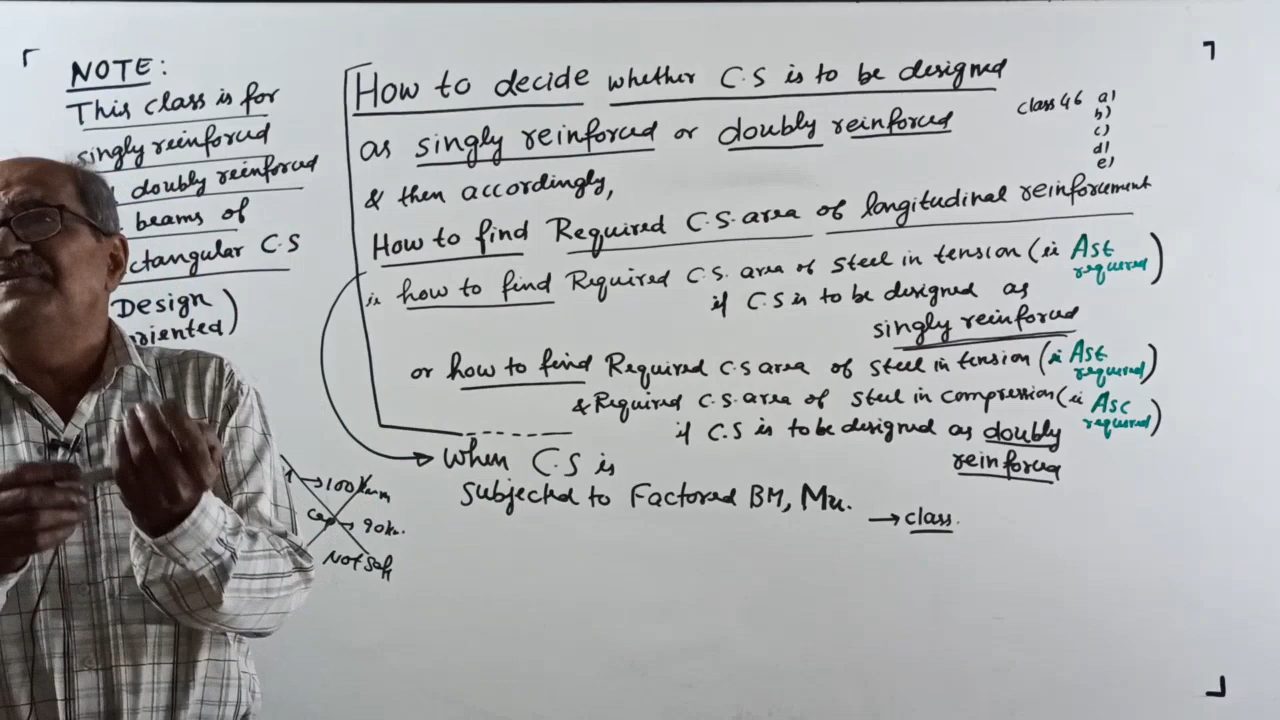 NOTE:
This class is for
singly reinforced
doubly reinforced
beams of
ctangular C.S
Design
riented)
How to decide whether C.S is to be designed
as singly reinforced or doubly reinforced
& then accordingly,
How to find Required C.S. area of longitudinal reinforcement
ie how to find Required C.S. area of steel in tension (ie Ast required)
if C.S is to be designed as
singly reinforced
or how to find Required C.S area of steel in tension (ie Ast required)
& Required C.S. area of steel in compression (ie Asc required)
if C.S is to be designed as doubly
reinforced
When C.S is
subjected to Factored BM, Mu.
→ class.
class 46 a)
b)
c)
d)
e)
→ 100
→ 90
Not safe